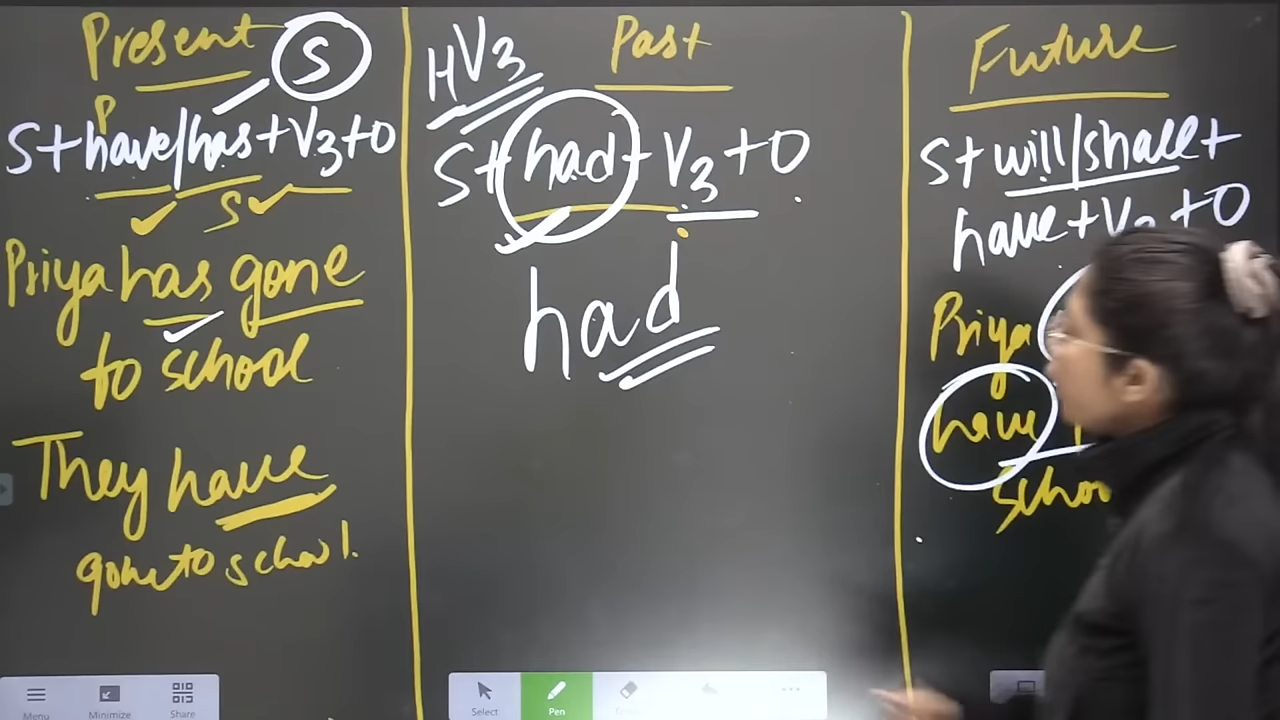 Present S
P
S+have/has+V3+O
S
Priya has gone
to school
They have
gone to school.
HV3 Past
S+had+V3+O
had
Future
S+will/shall+
have+V3+O
Priya
have
school
Menu
Minimize
Share
Select
Pen